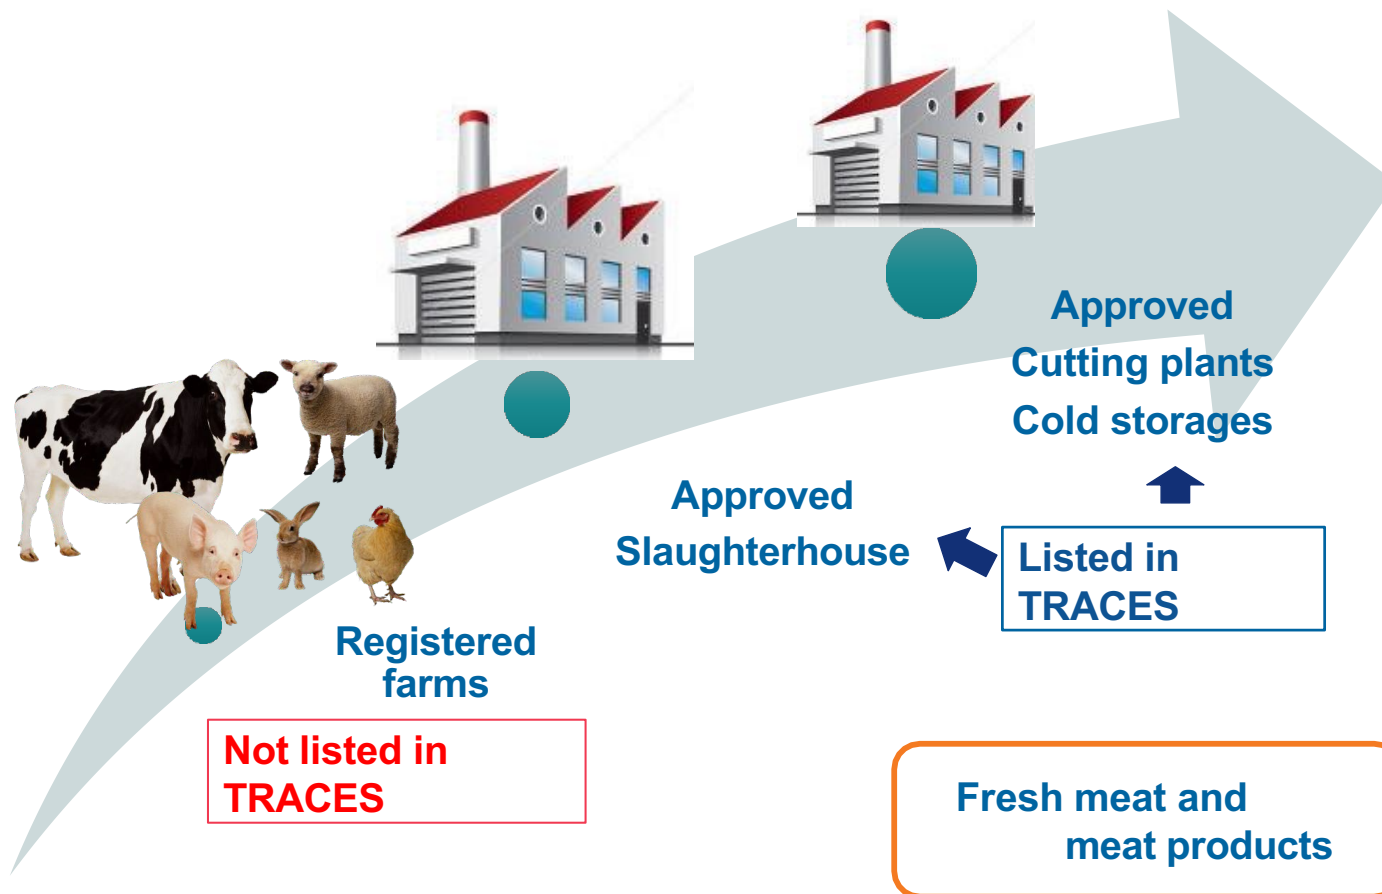 Approved
Cutting plants
Cold storages
Approved
Slaughterhouse
Listed in
TRACES
Registered
farms
Not listed in
TRACES
Fresh meat and
meat products